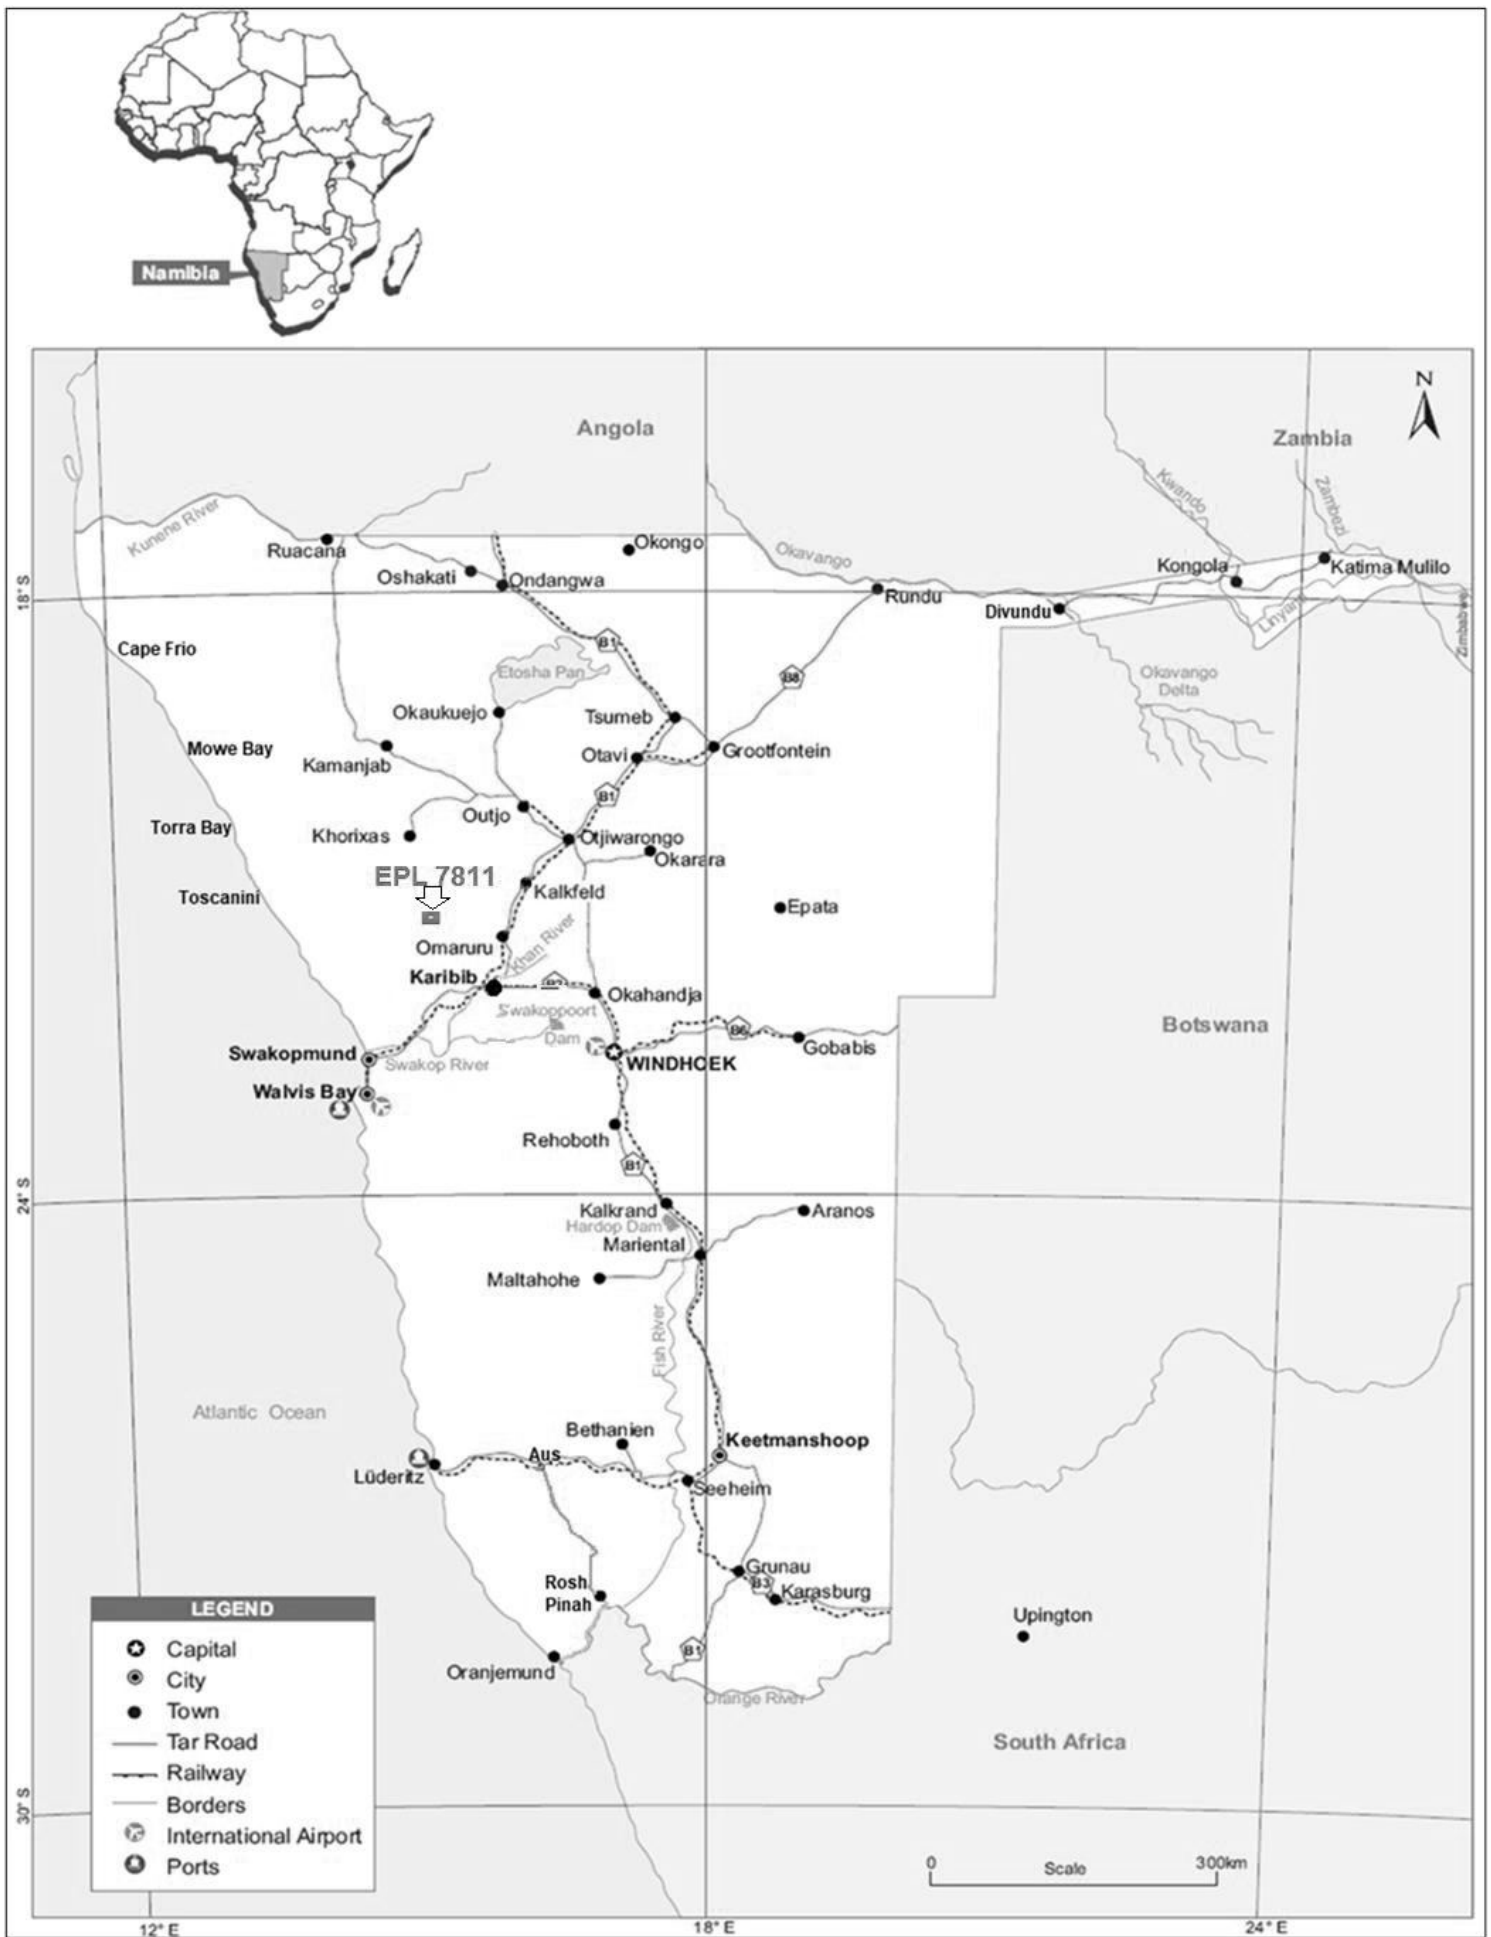 Namibia
N
Angola
Zambia
Kwando
Zambezi
Kunene River
Ruacana
Okongo
Okavango
Kongola
Katima Mulilo
Oshakati
Ondangwa
Rundu
Divundu
Linyan
Zimbabwe
18°S
Cape Frio
B1
Etosha Pan
B8
Okavango
Delta
Okaukuejo
Tsumeb
Mowe Bay
Kamanjab
Otavi
Grootfontein
B1
Outjo
Torra Bay
Khorixas
Otjiwarongo
Okarara
EPL 7811
Kalkfeld
Toscanini
Epata
Omaruru
Khan River
Karibib
Okahandja
Swakoppoort
Dam
B6
Botswana
Swakopmund
Swakop River
WINDHOEK
Gobabis
Walvis Bay
Rehoboth
B1
24°S
Kalkrand
Aranos
Hardop Dam
Mariental
Maltahohe
Fish River
Atlantic Ocean
Bethanien
Keetmanshoop
Aus
Lüderitz
Seeheim
Grunau
B3
Karasburg
Rosh
Pinah
Upington
B1
Oranjemund
Orange River
South Africa
LEGEND
Capital
City
Town
Tar Road
Railway
Borders
International Airport
Ports
30°S
0
Scale
300km
12°E
18°E
24°E